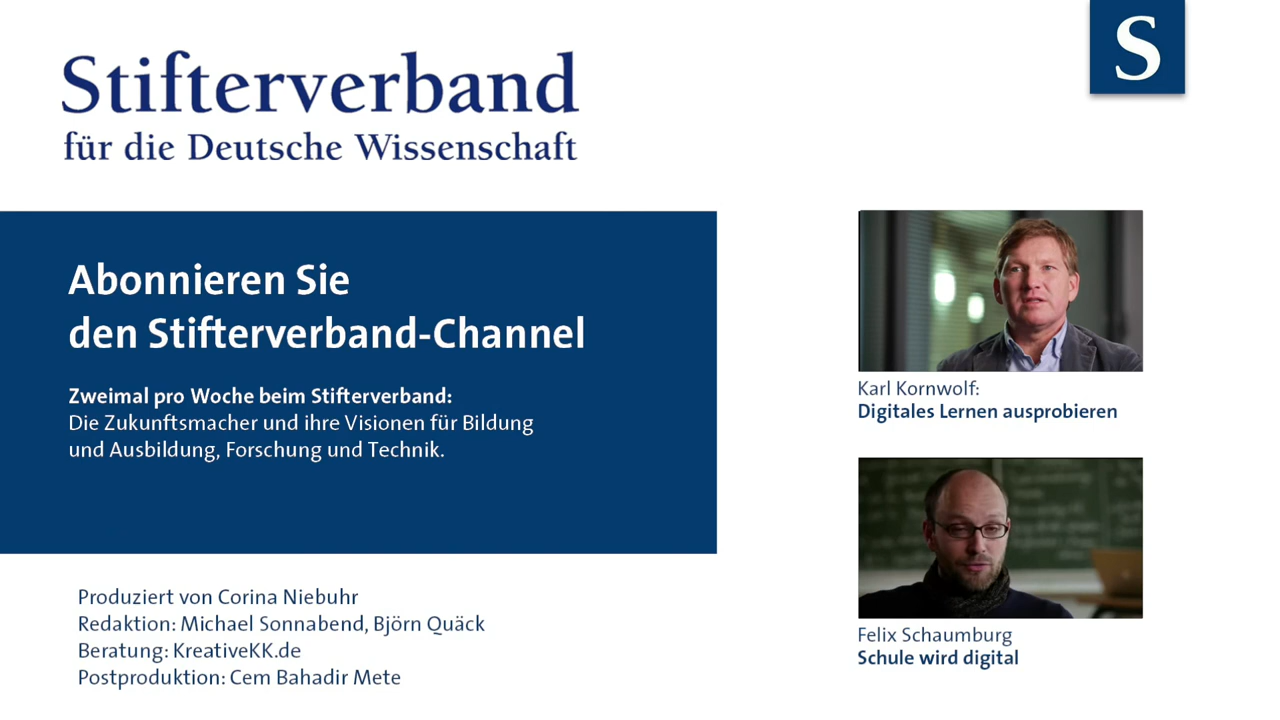 Stifterverband
für die Deutsche Wissenschaft
S
Abonnieren Sie
den Stifterverband-Channel
Zweimal pro Woche beim Stifterverband:
Die Zukunftsmacher und ihre Visionen für Bildung
und Ausbildung, Forschung und Technik.
Produziert von Corina Niebuhr
Redaktion: Michael Sonnabend, Björn Quäck
Beratung: KreativeKK.de
Postproduktion: Cem Bahadir Mete
Karl Kornwolf:
Digitales Lernen ausprobieren
Felix Schaumburg
Schule wird digital